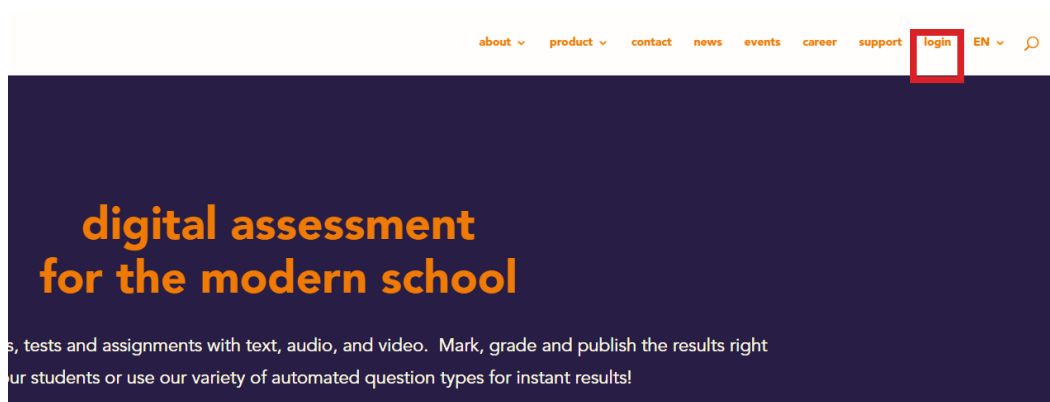 about product contact news events career support login EN
digital assessment
for the modern school
s, tests and assignments with text, audio, and video. Mark, grade and publish the results right
ur students or use our variety of automated question types for instant results!